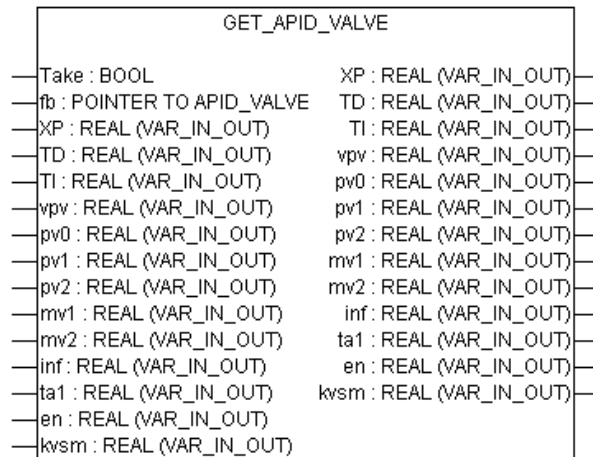 GET_APID_VALVE
Take : BOOL XP : REAL (VAR_IN_OUT)
fb : POINTER TO APID_VALVE TD : REAL (VAR_IN_OUT)
XP : REAL (VAR_IN_OUT) TI : REAL (VAR_IN_OUT)
TD : REAL (VAR_IN_OUT) vpv : REAL (VAR_IN_OUT)
TI : REAL (VAR_IN_OUT) pv0 : REAL (VAR_IN_OUT)
vpv : REAL (VAR_IN_OUT) pv1 : REAL (VAR_IN_OUT)
pv0 : REAL (VAR_IN_OUT) pv2 : REAL (VAR_IN_OUT)
pv1 : REAL (VAR_IN_OUT) mv1 : REAL (VAR_IN_OUT)
pv2 : REAL (VAR_IN_OUT) mv2 : REAL (VAR_IN_OUT)
mv1 : REAL (VAR_IN_OUT) inf : REAL (VAR_IN_OUT)
mv2 : REAL (VAR_IN_OUT) ta1 : REAL (VAR_IN_OUT)
inf : REAL (VAR_IN_OUT) en : REAL (VAR_IN_OUT)
ta1 : REAL (VAR_IN_OUT) kvsm : REAL (VAR_IN_OUT)
en : REAL (VAR_IN_OUT)
kvsm : REAL (VAR_IN_OUT)